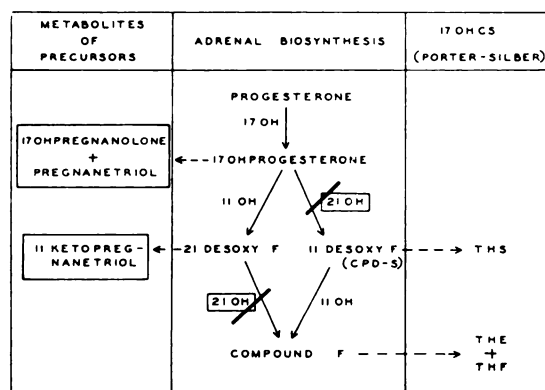 METABOLITES
OF
PRECURSORS
ADRENAL BIOSYNTHESIS
17 OHCS
(PORTER-SILBER)
PROGESTERONE
17 OH
17 OH PREGNANOLONE
+
PREGNANETRIOL
17 OH PROGESTERONE
11 OH
21 OH
11 KETOPREG-
NANETRIOL
21 DESOXY F
11 DESOXY F
(CPD-S)
THS
21 OH
11 OH
COMPOUND F
THE
+
THF